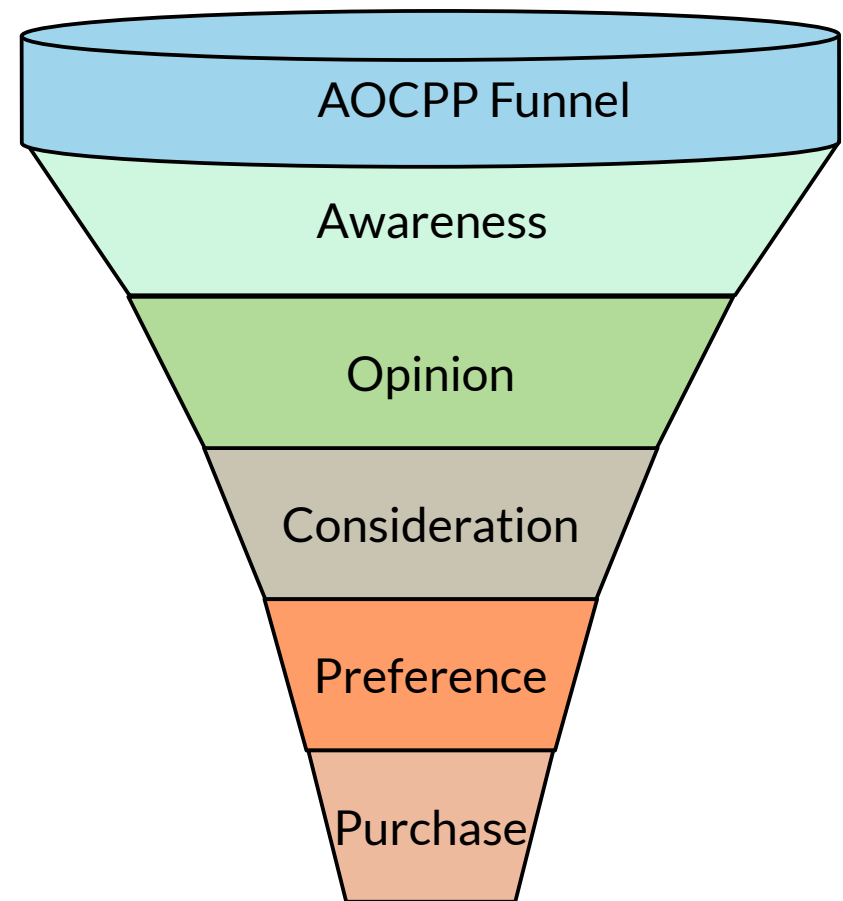 AOCPP Funnel
Awareness
Opinion
Consideration
Preference
Purchase